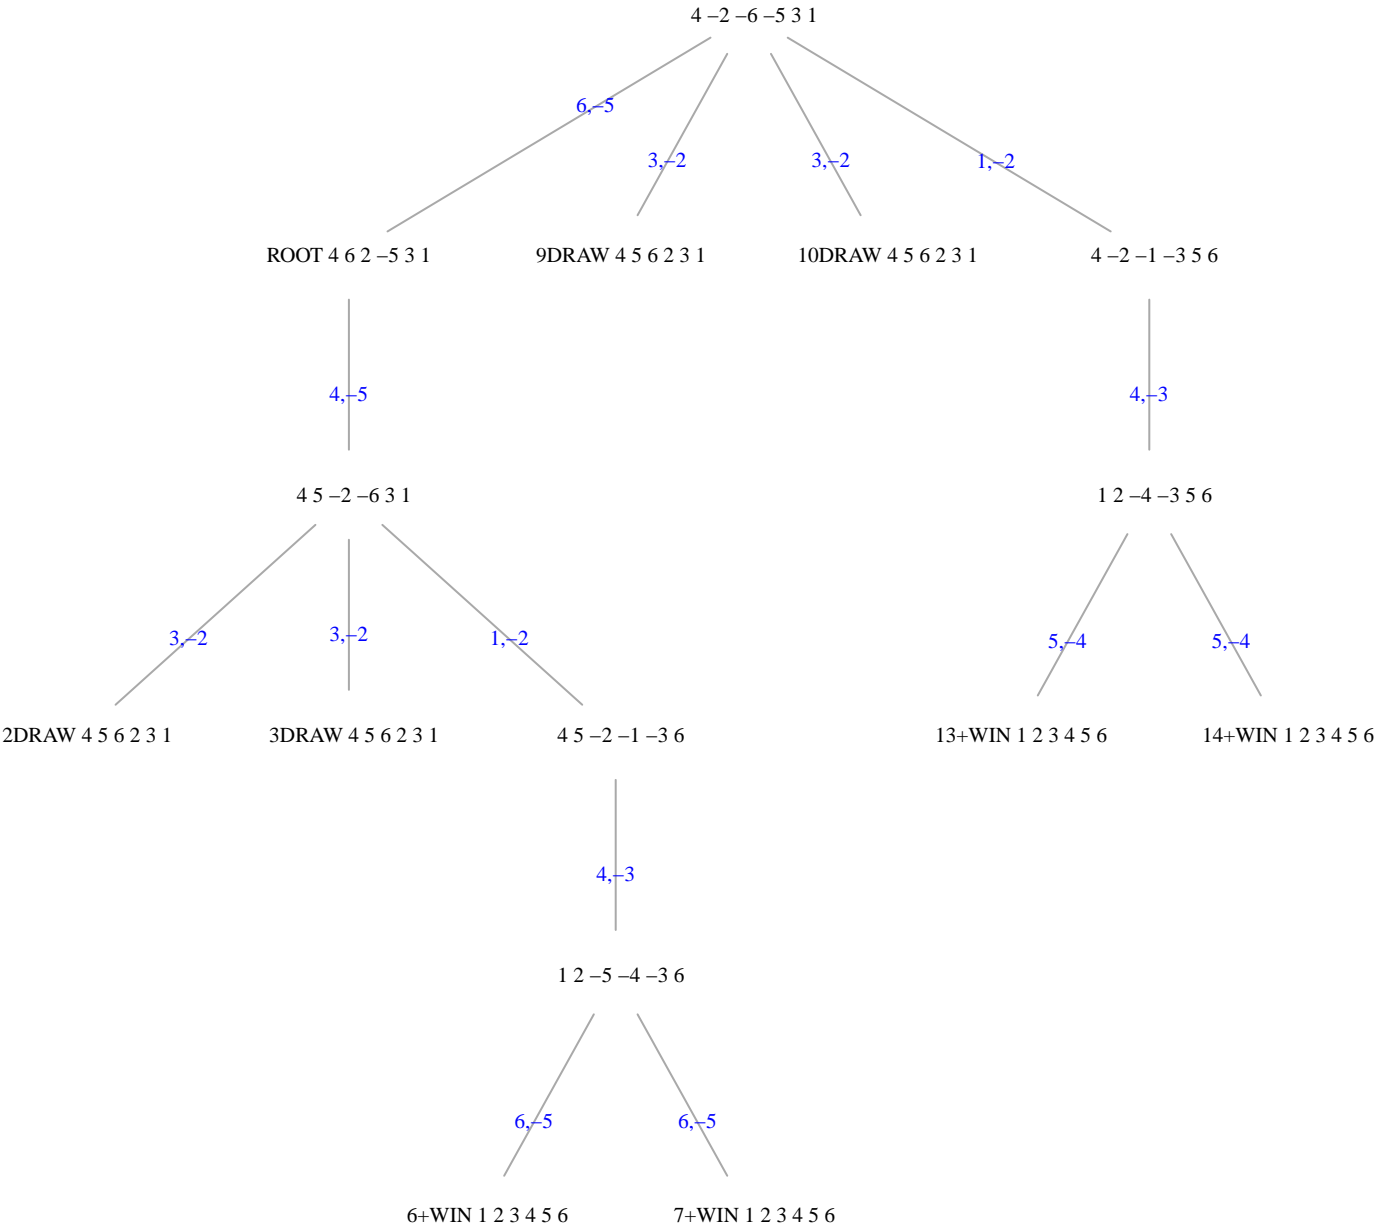 4 –2 –6 –5 3 1
6,–5
3,–2
3,–2
1,–2
ROOT 4 6 2 –5 3 1
9DRAW 4 5 6 2 3 1
10DRAW 4 5 6 2 3 1
4 –2 –1 –3 5 6
4,–5
4,–3
4 5 –2 –6 3 1
1 2 –4 –3 5 6
3,–2
3,–2
1,–2
5,–4
5,–4
2DRAW 4 5 6 2 3 1
3DRAW 4 5 6 2 3 1
4 5 –2 –1 –3 6
13+WIN 1 2 3 4 5 6
14+WIN 1 2 3 4 5 6
4,–3
1 2 –5 –4 –3 6
6,–5
6,–5
6+WIN 1 2 3 4 5 6
7+WIN 1 2 3 4 5 6